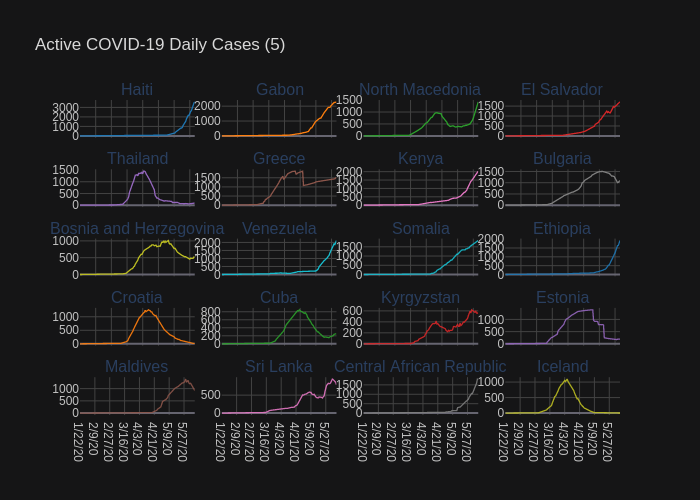 Active COVID-19 Daily Cases (5)
Haiti Gabon North Macedonia El Salvador
3000 2000 1000 0
2000 1000 0
1500 1000 500 0
1500 1000 500 0
Thailand Greece Kenya Bulgaria
1500 1000 500 0
1500 1000 500 0
2000 1500 1000 500 0
1500 1000 500 0
Bosnia and Herzegovina Venezuela Somalia Ethiopia
1000 500 0
2000 1500 1000 500 0
1500 1000 500 0
2000 1500 1000 500 0
Croatia Cuba Kyrgyzstan Estonia
1000 500 0
800 600 400 200 0
600 400 200 0
1000 500 0
Maldives Sri Lanka Central African Republic Iceland
1000 500 0
500 0
1500 1000 500 0
1000 500 0
1/22/20 2/9/20 2/27/20 3/16/20 4/3/20 4/21/20 5/9/20 5/27/20
1/22/20 2/9/20 2/27/20 3/16/20 4/3/20 4/21/20 5/9/20 5/27/20
1/22/20 2/9/20 2/27/20 3/16/20 4/3/20 4/21/20 5/9/20 5/27/20
1/22/20 2/9/20 2/27/20 3/16/20 4/3/20 4/21/20 5/9/20 5/27/20